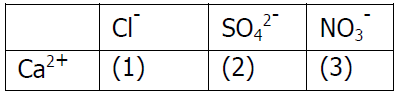 Cl⁻ SO₄²⁻ NO₃⁻
Ca²⁺ (1) (2) (3)